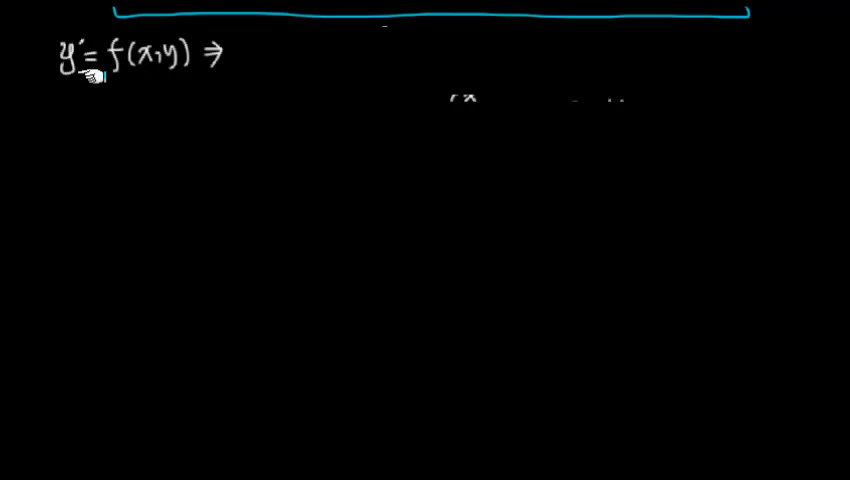 y' = f(x,y) ⇒